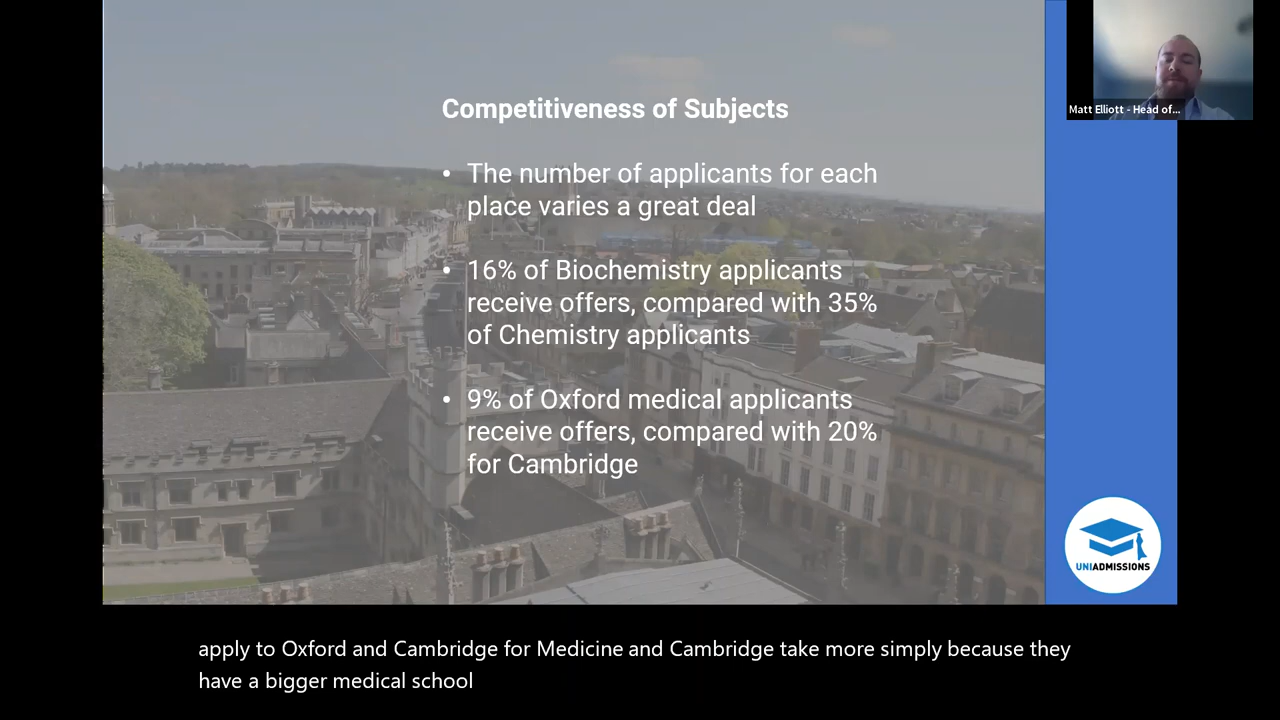 Competitiveness of Subjects
• The number of applicants for each
place varies a great deal
• 16% of Biochemistry applicants
receive offers, compared with 35%
of Chemistry applicants
• 9% of Oxford medical applicants
receive offers, compared with 20%
for Cambridge
Matt Elliott - Head of...
UNIADMISSIONS
apply to Oxford and Cambridge for Medicine and Cambridge take more simply because they
have a bigger medical school